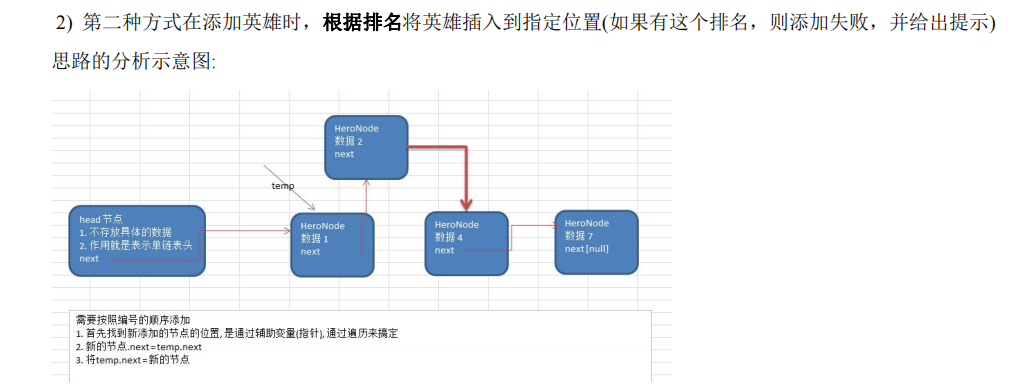 2) 第二种方式在添加英雄时，根据排名将英雄插入到指定位置(如果有这个排名，则添加失败，并给出提示)
思路的分析示意图:
HeroNode
数据 2
next
temp
head 节点
1. 不存放具体的数据
2. 作用就是表示单链表头
next
HeroNode
数据 1
next
HeroNode
数据 4
next
HeroNode
数据 7
next [null]
需要按照编号的顺序添加
1. 首先找到新添加的节点的位置, 是通过辅助变量(指针), 通过遍历来搞定
2. 新的节点.next=temp.next
3. 将temp.next=新的节点